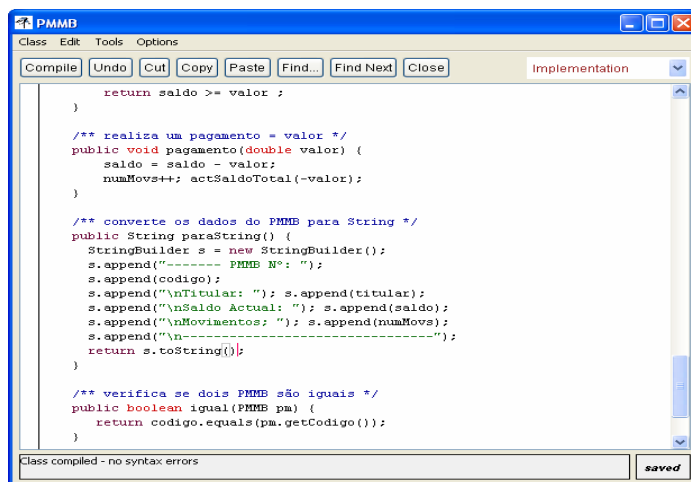 PMMB
Class Edit Tools Options
Compile Undo Cut Copy Paste Find... Find Next Close Implementation
return saldo >= valor ;
}
/** realiza um pagamento = valor */
public void pagamento(double valor) {
saldo = saldo - valor;
numMovs++; actSaldoTotal(-valor);
}
/** converte os dados do PMMB para String */
public String paraString() {
StringBuilder s = new StringBuilder();
s.append("------- PMMB Nº: ");
s.append(codigo);
s.append("\nTitular: "); s.append(titular);
s.append("\nSaldo Actual: "); s.append(saldo);
s.append("\nMovimentos; "); s.append(numMovs);
s.append("\n--------------------------------");
return s.toString();
}
/** verifica se dois PMMB são iguais */
public boolean igual(PMMB pm) {
return codigo.equals(pm.getCodigo());
}
Class compiled - no syntax errors saved